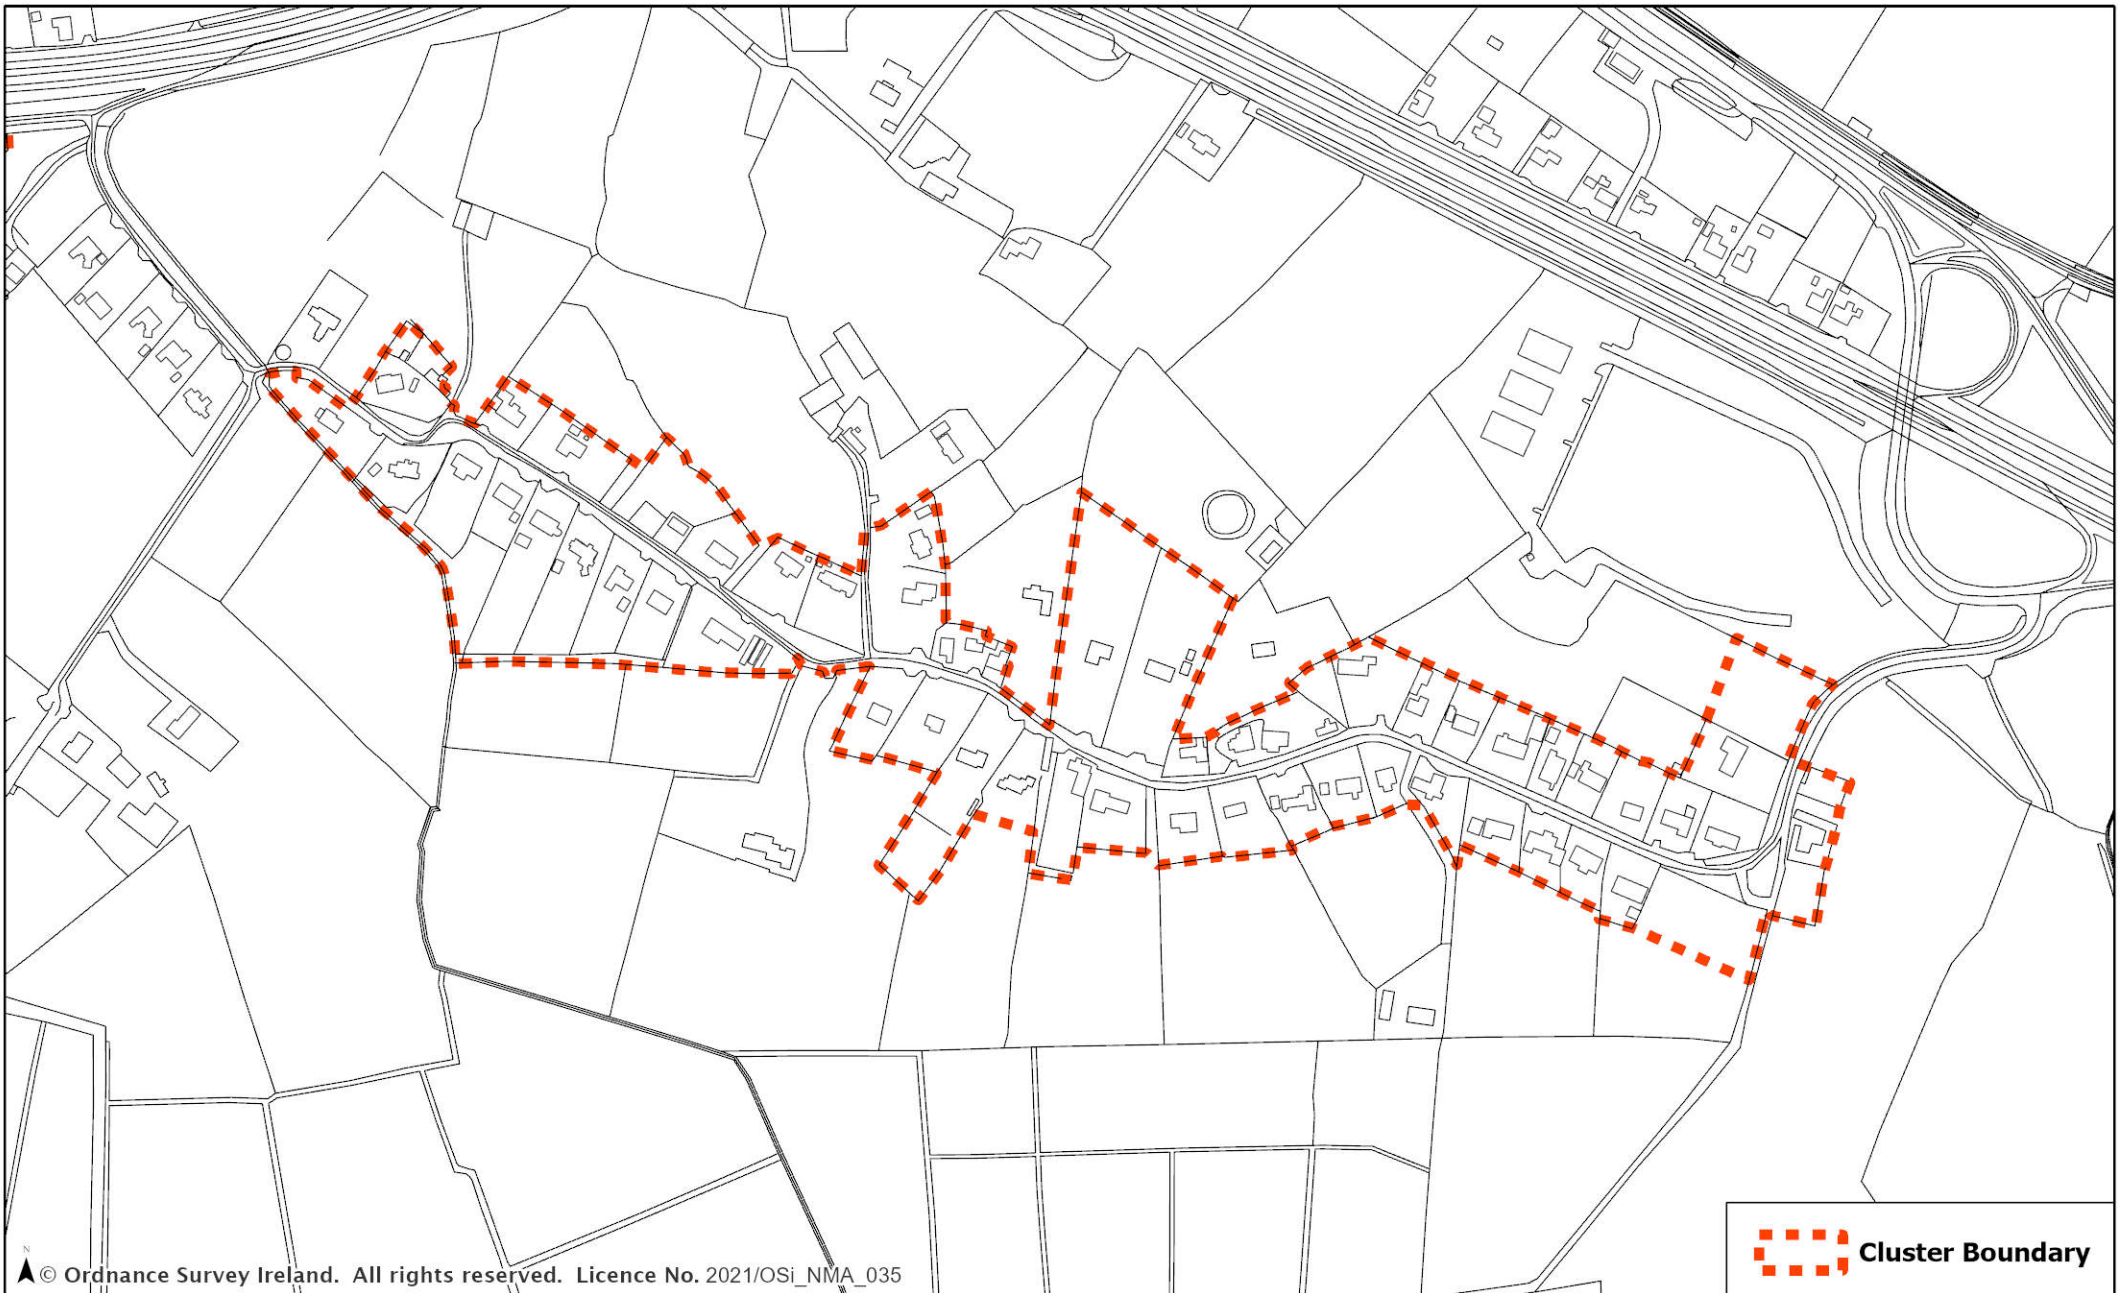 Cluster Boundary
N
© Ordnance Survey Ireland. All rights reserved. Licence No. 2021/OSi_NMA_035